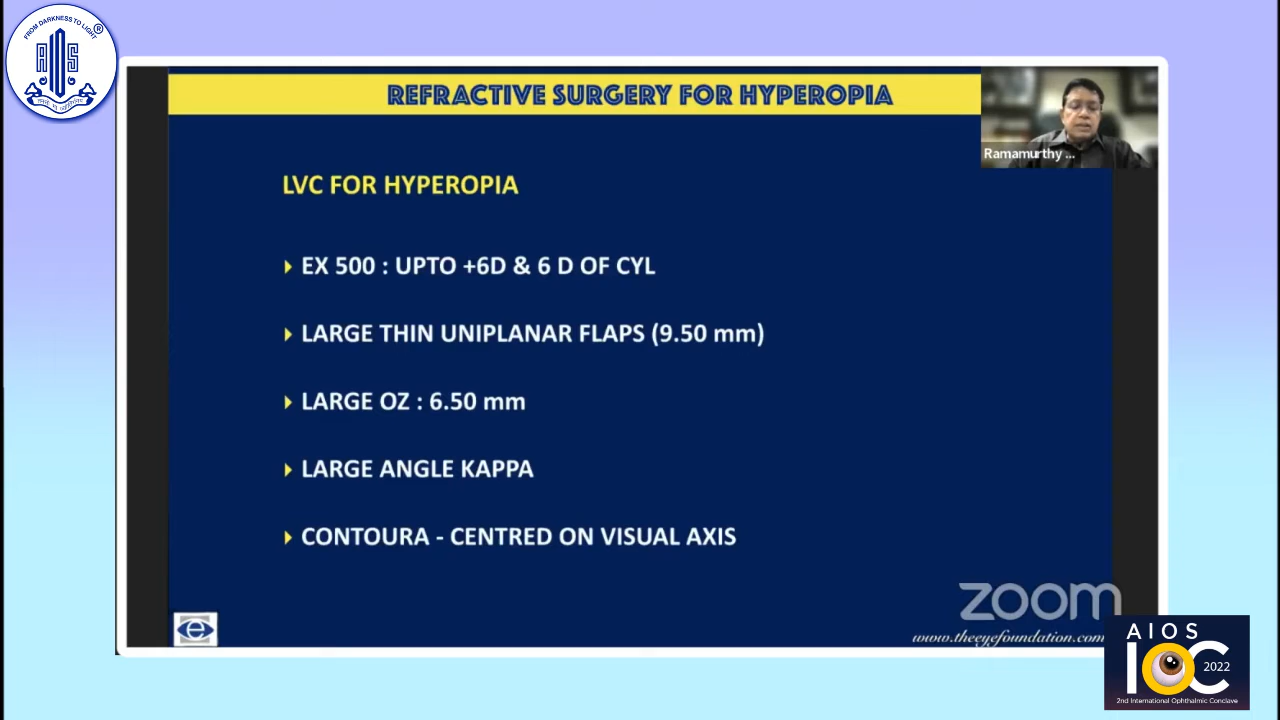 FROM DARKNESS TO LIGHT
®
AIOS
REFRACTIVE SURGERY FOR HYPEROPIA
Ramamurthy ...
LVC FOR HYPEROPIA
EX 500 : UPTO +6D & 6 D OF CYL
LARGE THIN UNIPLANAR FLAPS (9.50 mm)
LARGE OZ : 6.50 mm
LARGE ANGLE KAPPA
CONTOURA - CENTRED ON VISUAL AXIS
zoom
www.theeyefoundation.com
e
AIOS
IOC
2022
2nd International Ophthalmic Conclave